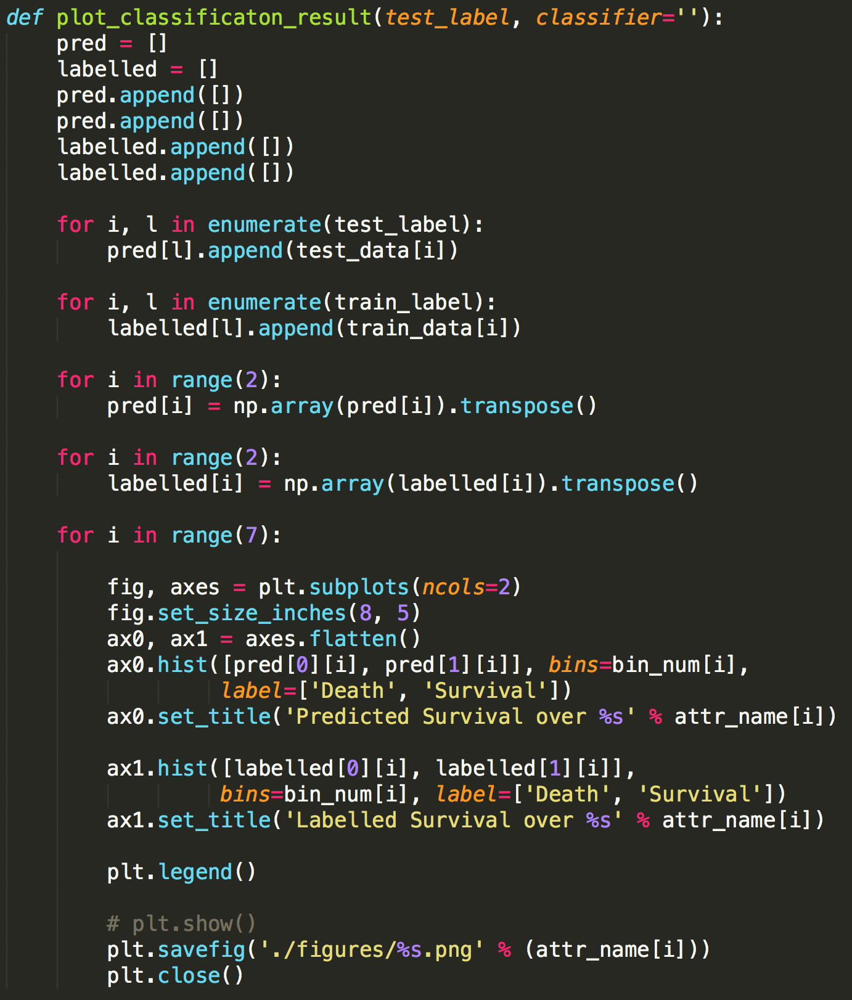 def plot_classificaton_result(test_label, classifier=''):
    pred = []
    labelled = []
    pred.append([])
    pred.append([])
    labelled.append([])
    labelled.append([])

    for i, l in enumerate(test_label):
        pred[l].append(test_data[i])

    for i, l in enumerate(train_label):
        labelled[l].append(train_data[i])

    for i in range(2):
        pred[i] = np.array(pred[i]).transpose()

    for i in range(2):
        labelled[i] = np.array(labelled[i]).transpose()

    for i in range(7):

        fig, axes = plt.subplots(ncols=2)
        fig.set_size_inches(8, 5)
        ax0, ax1 = axes.flatten()
        ax0.hist([pred[0][i], pred[1][i]], bins=bin_num[i],
                 label=['Death', 'Survival'])
        ax0.set_title('Predicted Survival over %s' % attr_name[i])

        ax1.hist([labelled[0][i], labelled[1][i]],
                 bins=bin_num[i], label=['Death', 'Survival'])
        ax1.set_title('Labelled Survival over %s' % attr_name[i])

        plt.legend()

        # plt.show()
        plt.savefig('./figures/%s.png' % (attr_name[i]))
        plt.close()